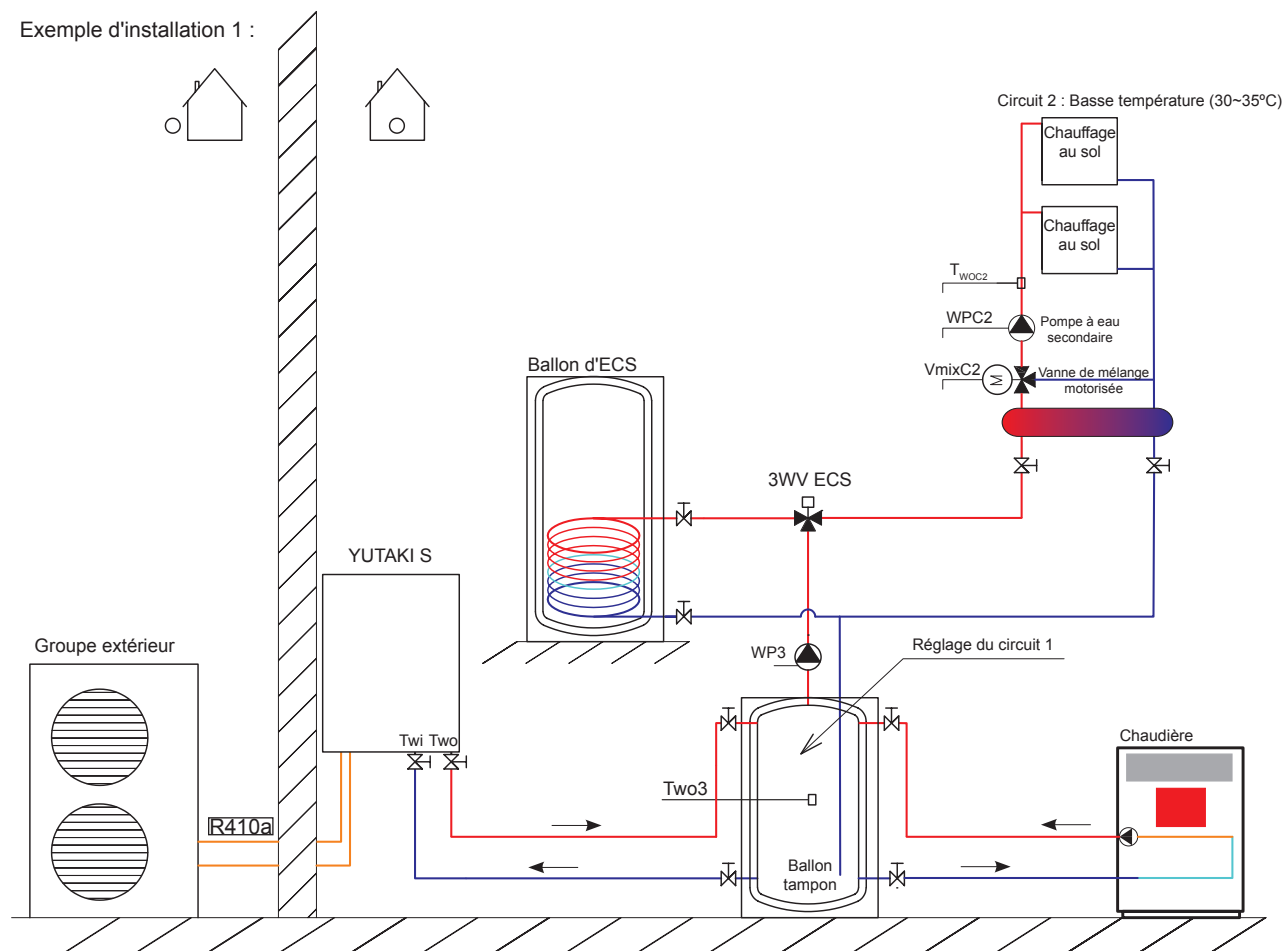 Exemple d'installation 1 :
Circuit 2 : Basse température (30~35ºC)
Chauffage
au sol
Chauffage
au sol
TWOC2
WPC2
Pompe à eau
secondaire
Ballon d'ECS
VmixC2
M
Vanne de mélange
motorisée
3WV ECS
YUTAKI S
Groupe extérieur
WP3
Réglage du circuit 1
Twi
Two
Chaudière
Two3
R410a
Ballon
tampon